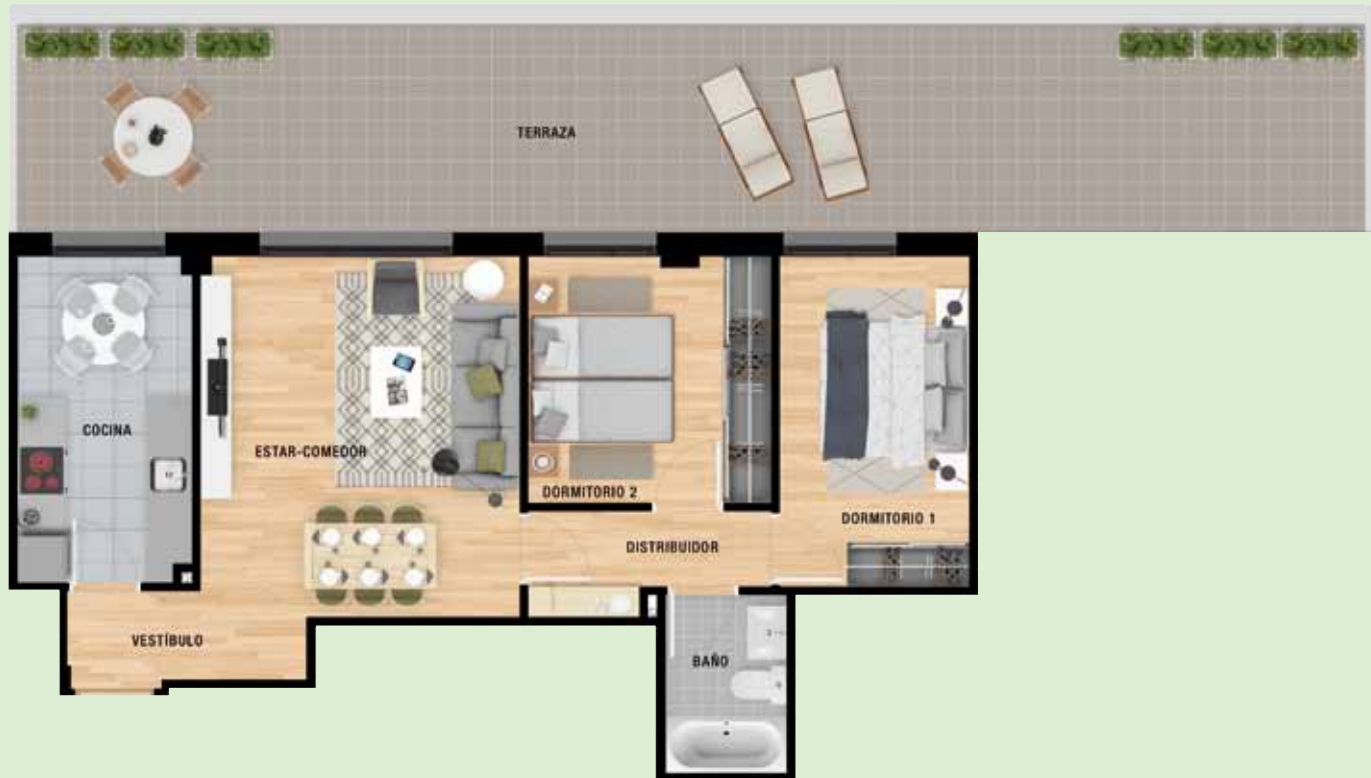 TERRAZA
COCINA
ESTAR-COMEDOR
DORMITORIO 2
DORMITORIO 1
DISTRIBUIDOR
VESTÍBULO
BAÑO